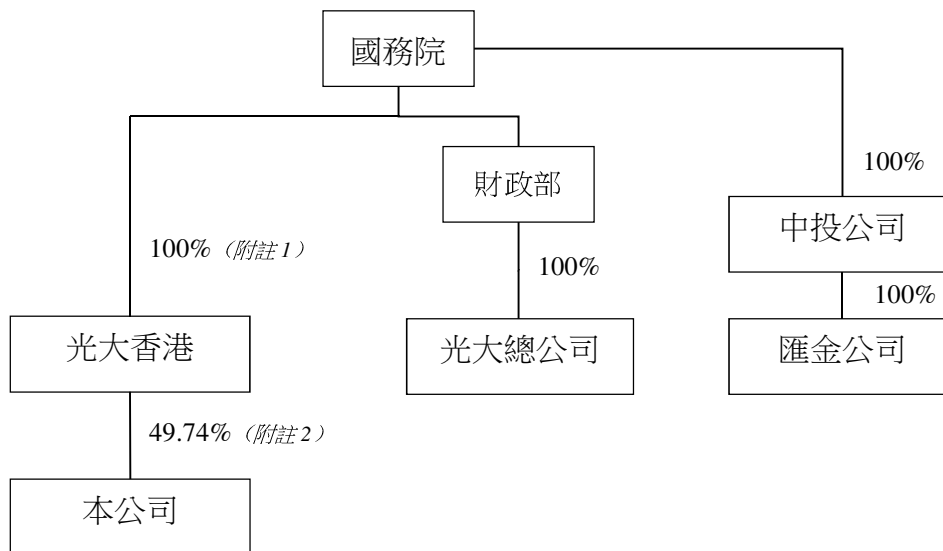 國務院
財政部
100%
中投公司
100%（附註 1）
100%
100%
光大香港
光大總公司
匯金公司
49.74%（附註 2）
本公司